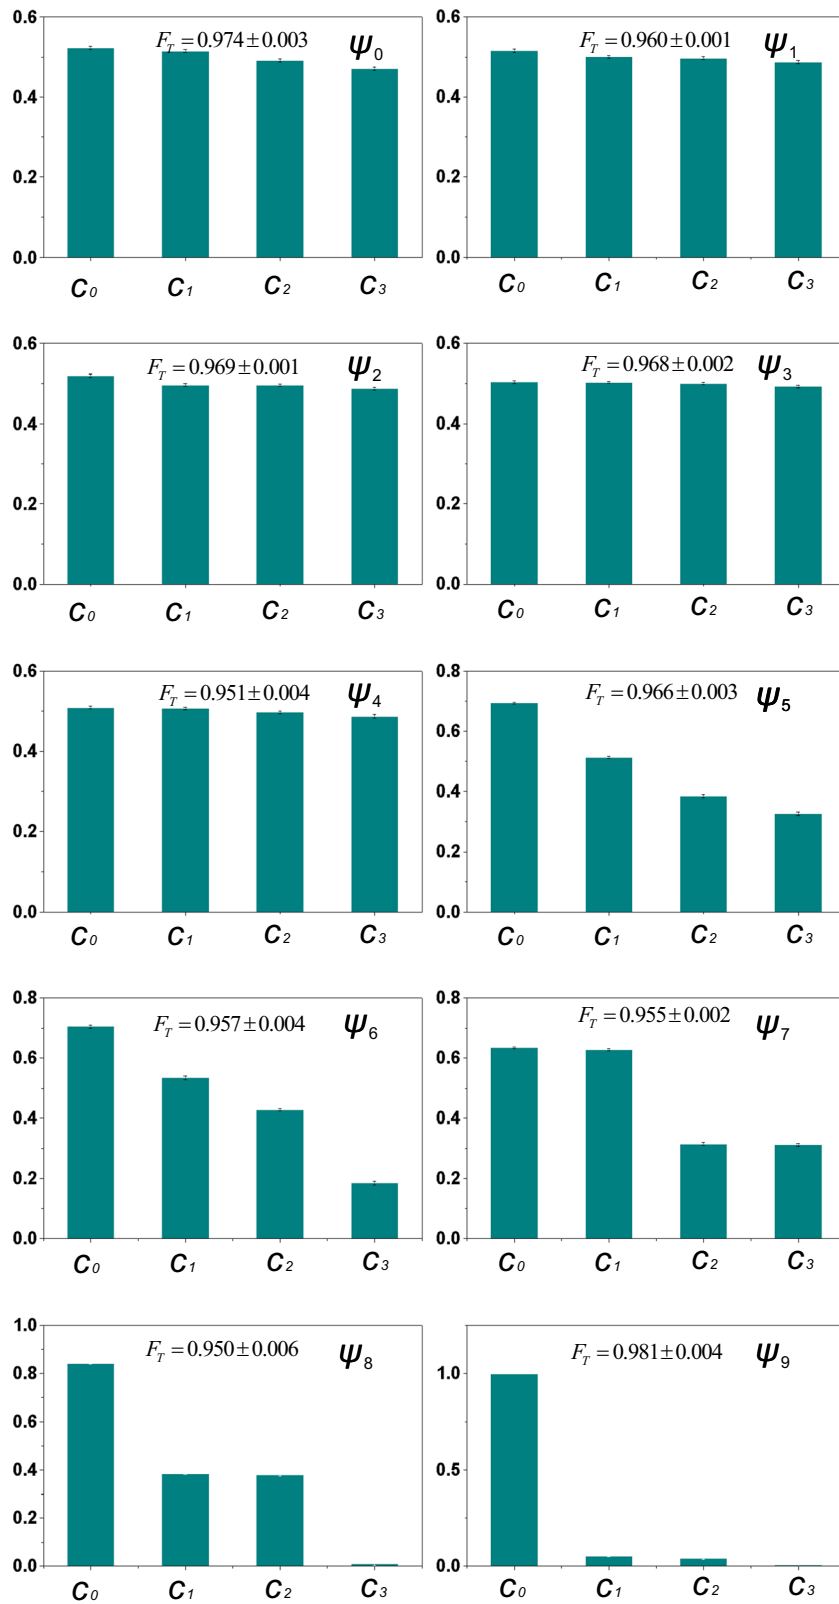 0.6
F_T = 0.974±0.003 ψ₀
0.4
0.2
0.0
C₀ C₁ C₂ C₃
0.6
F_T = 0.960±0.001 ψ₁
0.4
0.2
0.0
C₀ C₁ C₂ C₃
0.6
F_T = 0.969±0.001 ψ₂
0.4
0.2
0.0
C₀ C₁ C₂ C₃
0.6
F_T = 0.968±0.002 ψ₃
0.4
0.2
0.0
C₀ C₁ C₂ C₃
0.6
F_T = 0.951±0.004 ψ₄
0.4
0.2
0.0
C₀ C₁ C₂ C₃
0.8
F_T = 0.966±0.003 ψ₅
0.6
0.4
0.2
0.0
C₀ C₁ C₂ C₃
0.8
F_T = 0.957±0.004 ψ₆
0.6
0.4
0.2
0.0
C₀ C₁ C₂ C₃
0.8
F_T = 0.955±0.002 ψ₇
0.6
0.4
0.2
0.0
C₀ C₁ C₂ C₃
1.0
F_T = 0.950±0.006 ψ₈
0.8
0.6
0.4
0.2
0.0
C₀ C₁ C₂ C₃
F_T = 0.981±0.004 ψ₉
1.0
0.5
0.0
C₀ C₁ C₂ C₃